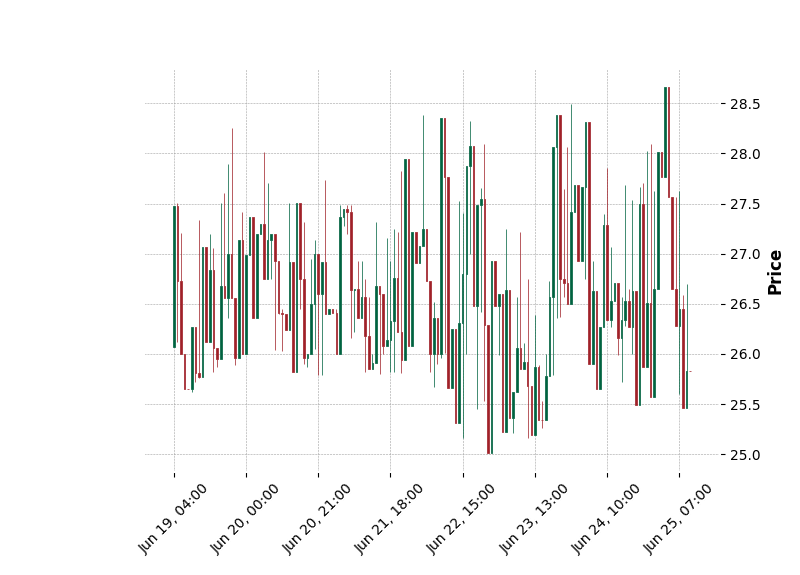 28.5
28.0
27.5
27.0
26.5
26.0
25.5
25.0
Price
Jun 19, 04:00
Jun 20, 00:00
Jun 20, 21:00
Jun 21, 18:00
Jun 22, 15:00
Jun 23, 13:00
Jun 24, 10:00
Jun 25, 07:00